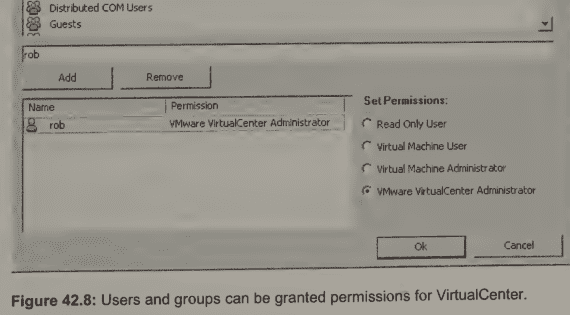 Distributed COM Users
Guests
rob
Add Remove
Name Permission
rob VMware VirtualCenter Administrator
Set Permissions:
Read Only User
Virtual Machine User
Virtual Machine Administrator
VMware VirtualCenter Administrator
Ok Cancel
Figure 42.8: Users and groups can be granted permissions for VirtualCenter.